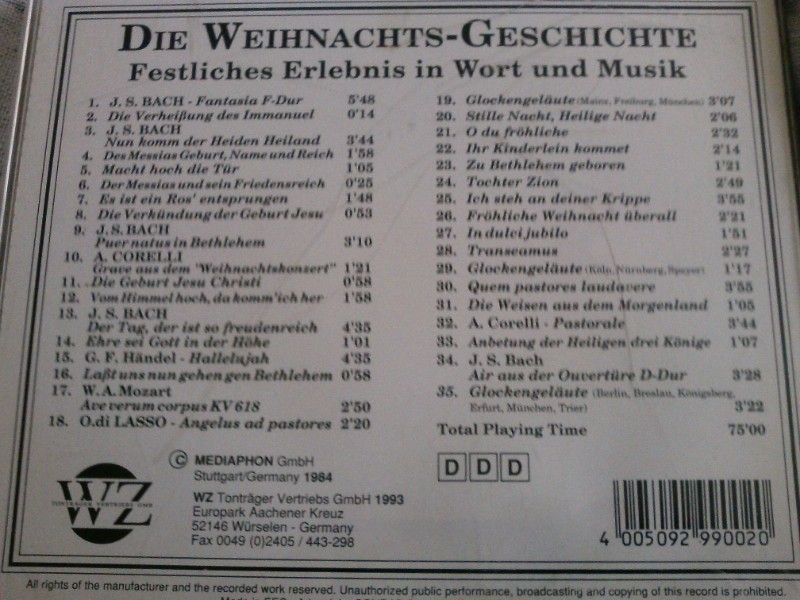 DIE WEIHNACHTS-GESCHICHTE
Festliches Erlebnis in Wort und Musik
1. J. S. BACH - Fantasia F-Dur 5'48
2. Die Verheißung des Immanuel 0'14
3. J. S. BACH
Nun komm der Heiden Heiland 3'44
4. Des Messias Geburt, Name und Reich 1'58
5. Macht hoch die Tür 1'05
6. Der Messias und sein Friedensreich 0'25
7. Es ist ein Ros' entsprungen 1'48
8. Die Verkündung der Geburt Jesu 0'53
9. J.S. BACH
Puer natus in Bethlehem 3'10
10. A. CORELLI
Grave aus dem "Weihnachtskonzert" 1'21
11. Die Geburt Jesu Christi 0'58
12. Vom Himmel hoch, da komm'ich her 1'58
13. J. S. BACH
Der Tag, der ist so freudenreich 4'35
14. Ehre sei Gott in der Höhe 1'01
15. G. F. Händel - Hallelujah 4'35
16. Laßt uns nun gehen gen Bethlehem 0'58
17. W.A. Mozart
Ave verum corpus KV 618 2'50
18. O.di LASSO - Angelus ad pastores 2'20
19. Glockengeläute (Mainz, Freiburg, München) 3'07
20. Stille Nacht, Heilige Nacht 2'06
21. O du fröhliche 2'32
22. Ihr Kinderlein kommet 2'14
23. Zu Bethlehem geboren 1'21
24. Tochter Zion 2'49
25. Ich steh an deiner Krippe 3'55
26. Fröhliche Weihnacht überall 2'21
27. In dulci jubilo 1'51
28. Transeamus 2'27
29. Glockengeläute (Köln, Nürnberg, Speyer) 1'17
30. Quem pastores laudavere 3'55
31. Die Weisen aus dem Morgenland 1'05
32. A. Corelli - Pastorale 3'44
33. Anbetung der Heiligen drei Könige 1'07
34. J. S. Bach
Air aus der Ouvertüre D-Dur 3'28
35. Glockengeläute (Berlin, Breslau, Königsberg,
Erfurt, München, Trier) 3'22
Total Playing Time 75'00
© MEDIAPHON GmbH
Stuttgart/Germany 1984
WZ Tonträger Vertriebs GmbH 1993
Europark Aachener Kreuz
52146 Würselen - Germany
Fax 0049 (0)2405 / 443-298
WZ
TONTRÄGER VERTRIEBS GMBH
D D D
4 005092 990020
All rights of the manufacturer and the recorded work reserved. Unauthorized public performance, broadcasting and copying of this record is prohibited.